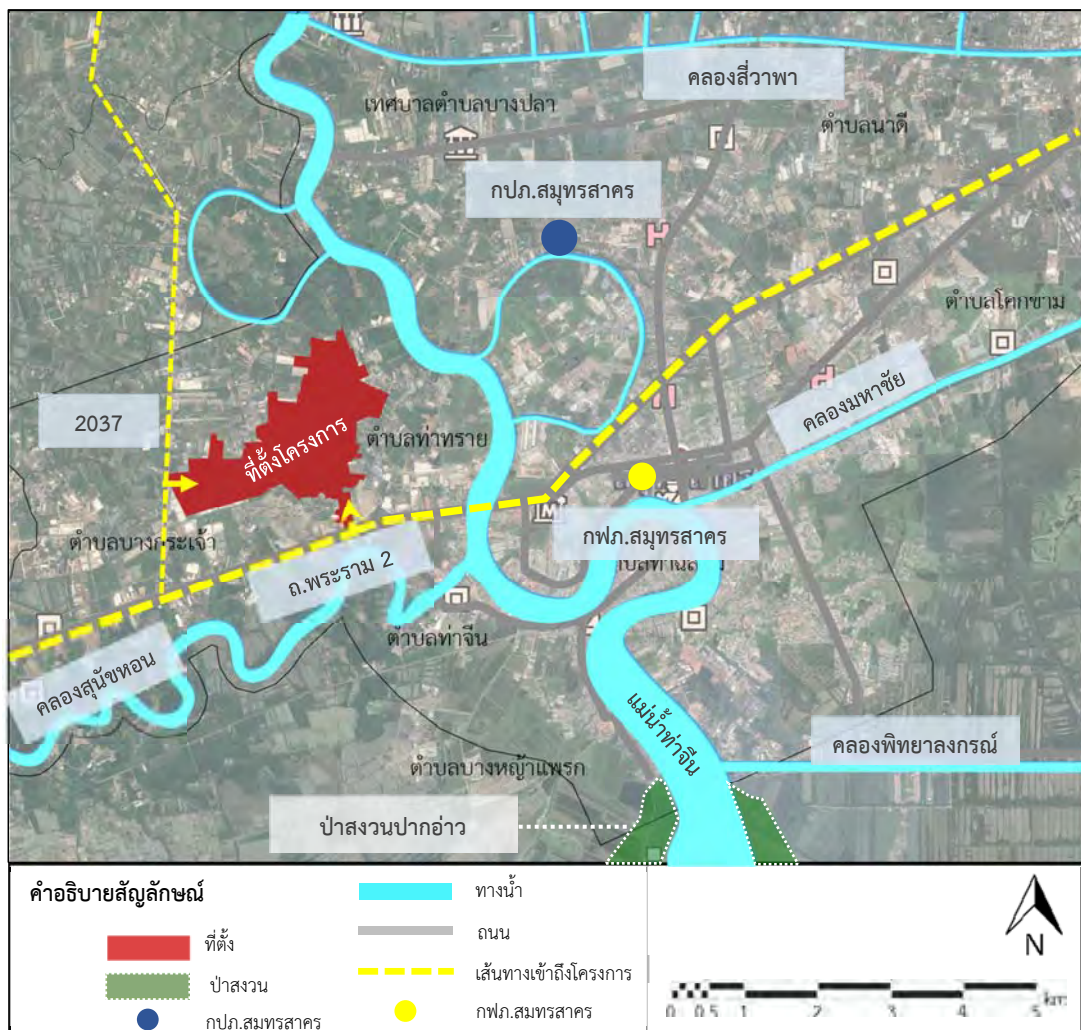 คลองสี่วาพา
เทศบาลตำบลบางปลา
ตำบลนาดี
กปภ.สมุทรสาคร
H
ตำบลโคกขาม
คลองมหาชัย
2037
ที่ตั้งโครงการ
ตำบลท่าทราย
H
H
M
ตำบลบางกระเจ้า
กฟภ.สมุทรสาคร
ถ.พระราม 2
ตำบลท่าจีน
คลองสุนัขหอน
แม่น้ำท่าจีน
คลองพิทยาลงกรณ์
ตำบลบางหญ้าแพรก
ป่าสงวนปากอ่าว
คำอธิบายสัญลักษณ์
ที่ตั้ง
ป่าสงวน
กปภ.สมุทรสาคร
ทางน้ำ
ถนน
เส้นทางเข้าถึงโครงการ
กฟภ.สมทรสาคร
N
0 0.5 1 2 3 4 5 km